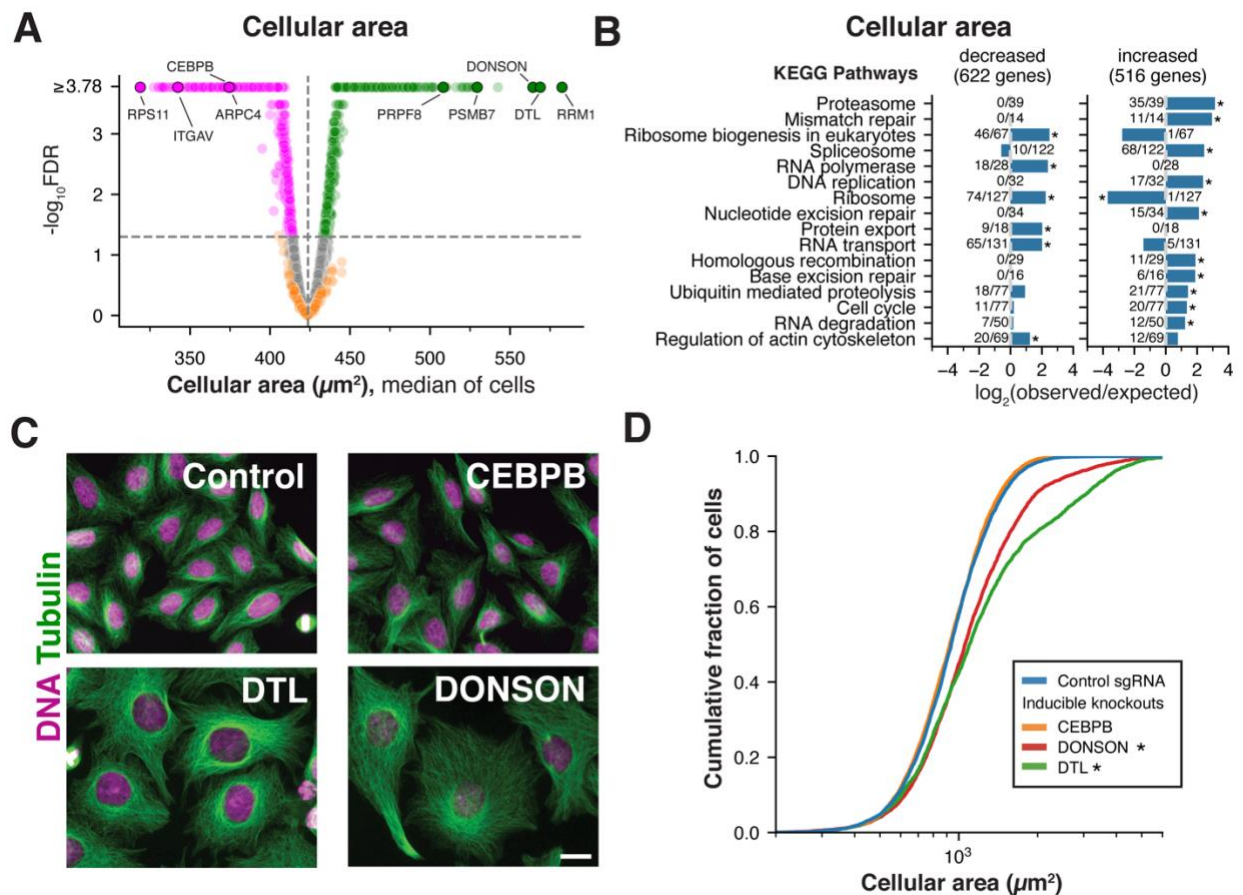 A
Cellular area
CEBPB
DONSON
≥3.78
RPS11
ARPC4
PRPF8
PSMB7
DTL
RRM1
ITGAV
3
2
1
0
-log10FDR
350
400
450
500
550
Cellular area (µm²), median of cells
B
Cellular area
decreased
(622 genes)
increased
(516 genes)
KEGG Pathways
Proteasome 0/39 35/39 *
Mismatch repair 0/14 11/14 *
Ribosome biogenesis in eukaryotes 46/67 * 1/67
Spliceosome 10/122 68/122 *
RNA polymerase 18/28 * 0/28
DNA replication 0/32 17/32 *
Ribosome 74/127 * * 1/127
Nucleotide excision repair 0/34 15/34 *
Protein export 9/18 * 0/18
RNA transport 65/131 * 5/131
Homologous recombination 0/29 11/29 *
Base excision repair 0/16 6/16 *
Ubiquitin mediated proteolysis 18/77 21/77 *
Cell cycle 11/77 20/77 *
RNA degradation 7/50 12/50 *
Regulation of actin cytoskeleton 20/69 * 12/69
−4 −2 0 2 4 −4 −2 0 2 4
log2(observed/expected)
C
DNA Tubulin
Control
CEBPB
DTL
DONSON
D
1.0
0.8
0.6
0.4
0.2
0.0
Cumulative fraction of cells
Control sgRNA
Inducible knockouts
CEBPB
DONSON *
DTL *
10³
Cellular area (µm²)